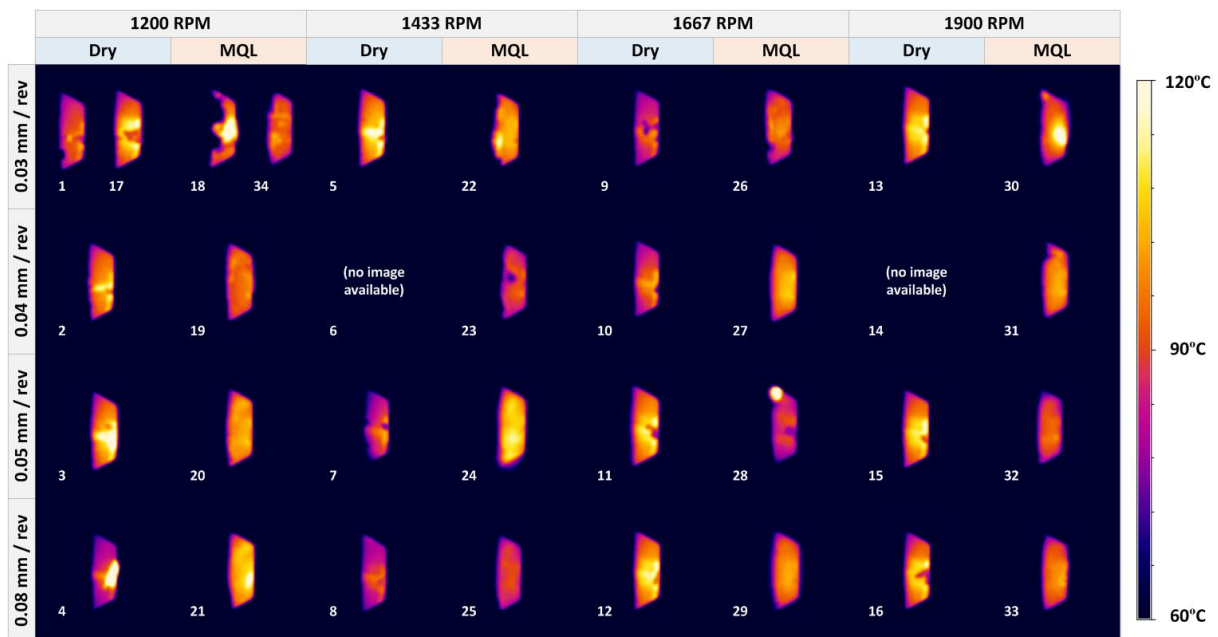 1200 RPM 1433 RPM 1667 RPM 1900 RPM
Dry MQL Dry MQL Dry MQL Dry MQL
120ºC
0.03 mm / rev
1 17 18 34 5 22 9 26 13 30
0.04 mm / rev
(no image
available)
(no image
available)
2 19 6 23 10 27 14 31
90ºC
0.05 mm / rev
3 20 7 24 11 28 15 32
0.08 mm / rev
4 21 8 25 12 29 16 33
60ºC